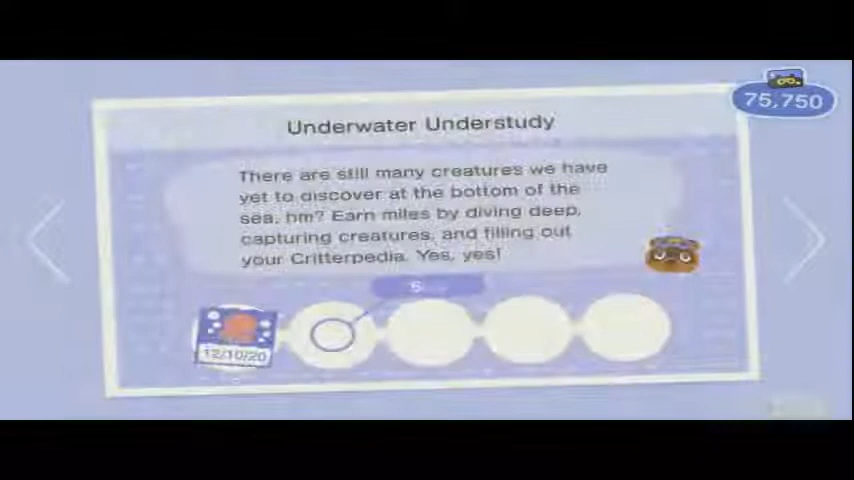 75,750
Underwater Understudy
There are still many creatures we have
yet to discover at the bottom of the
sea, hm? Earn miles by diving deep,
capturing creatures, and filling out
your Critterpedia. Yes, yes!
12/10/20